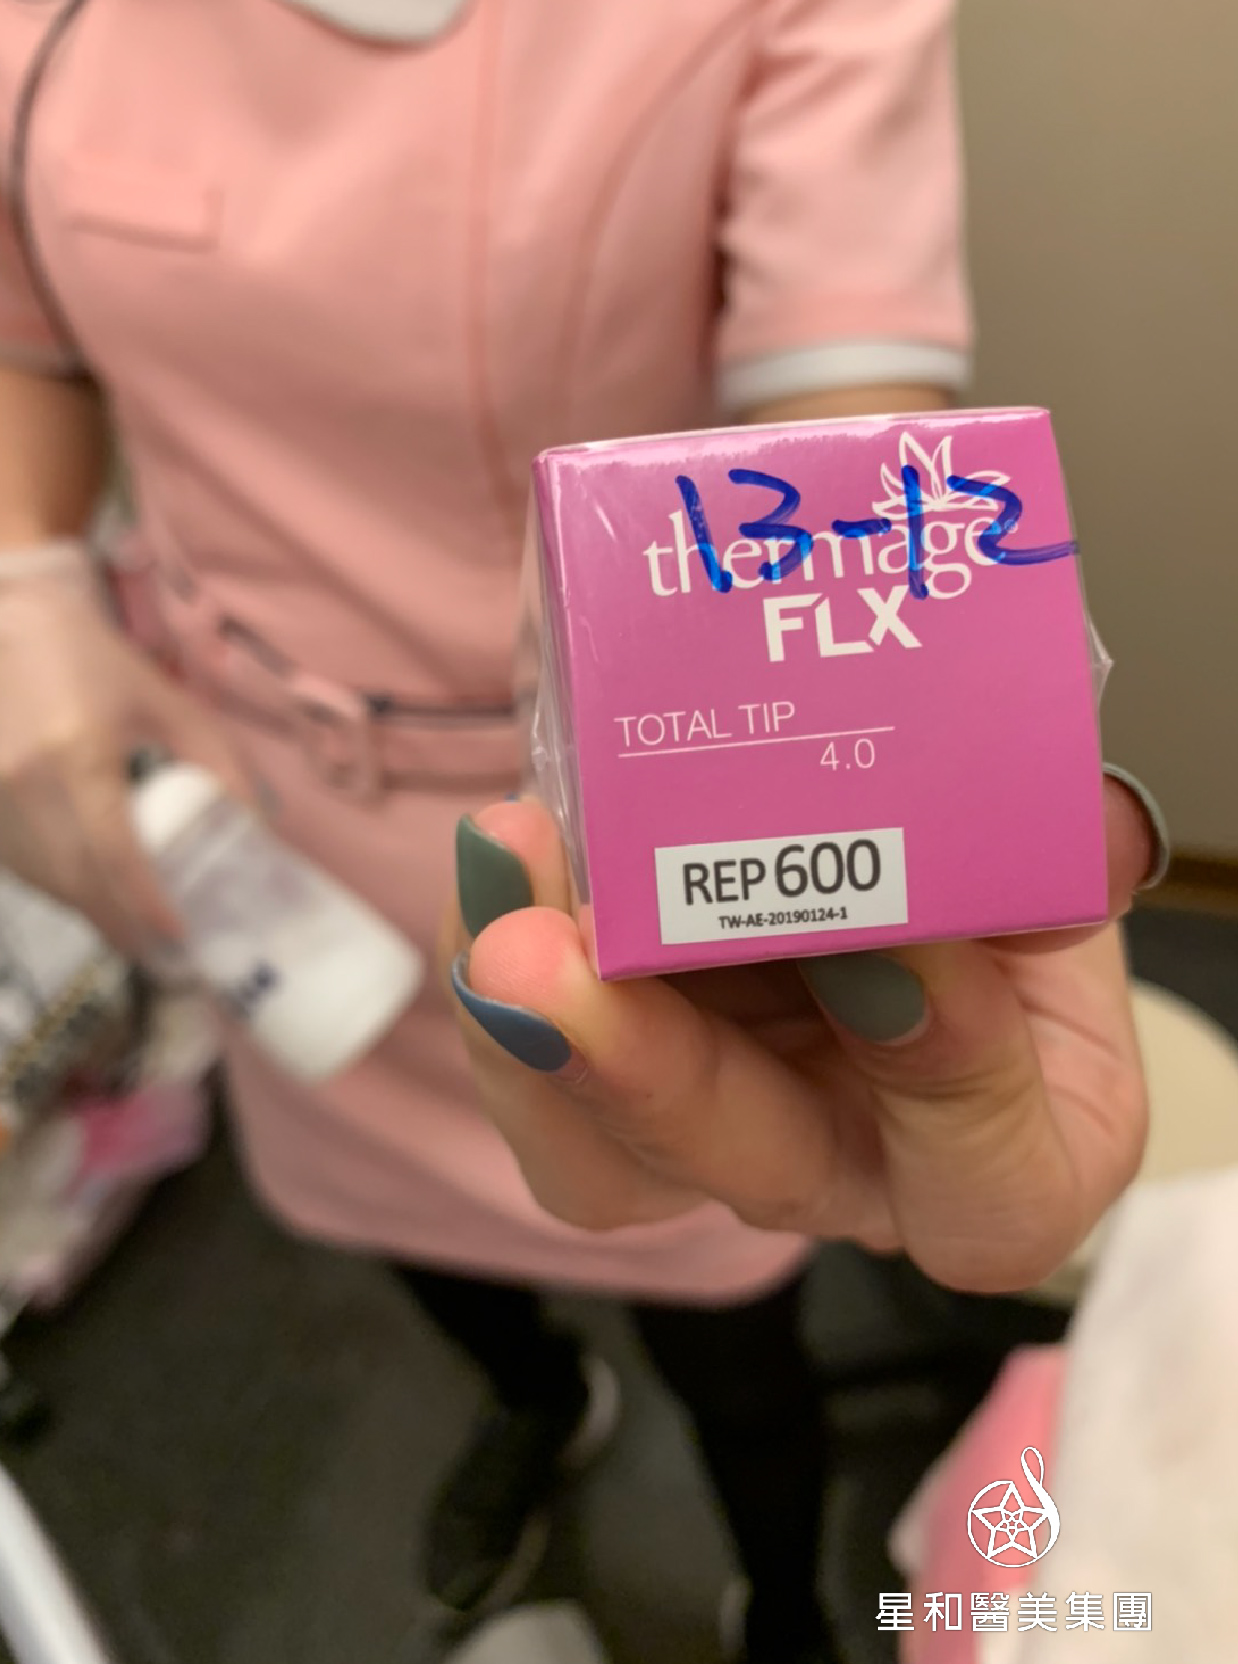 13-12
thermage
FLX
TOTAL TIP
4.0
REP 600
TW-AE-20190124-1
星和醫美集團